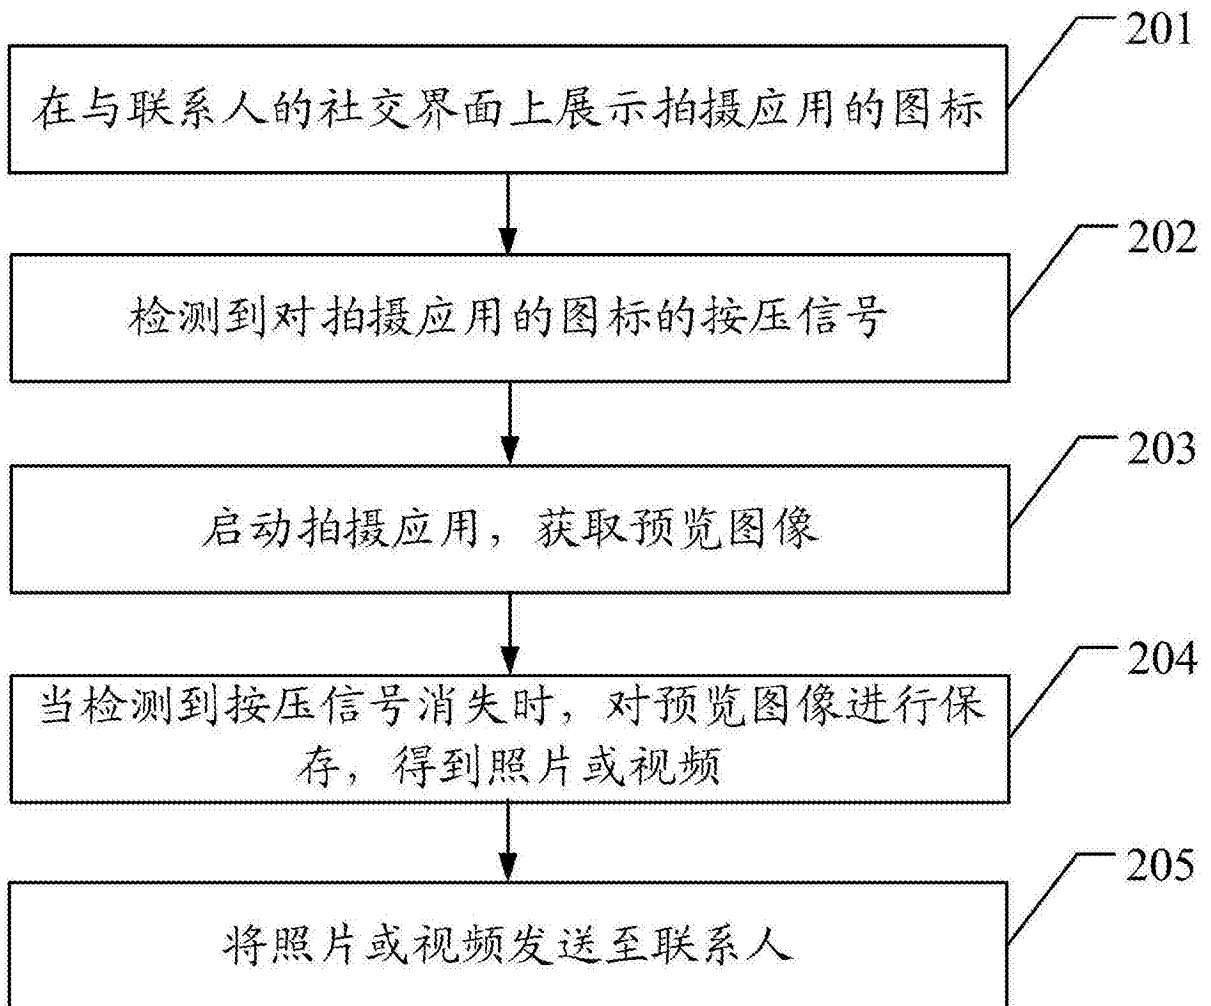 201
在与联系人的社交界面上展示拍摄应用的图标
202
检测到对拍摄应用的图标的按压信号
203
启动拍摄应用，获取预览图像
204
当检测到按压信号消失时，对预览图像进行保
存，得到照片或视频
205
将照片或视频发送至联系人